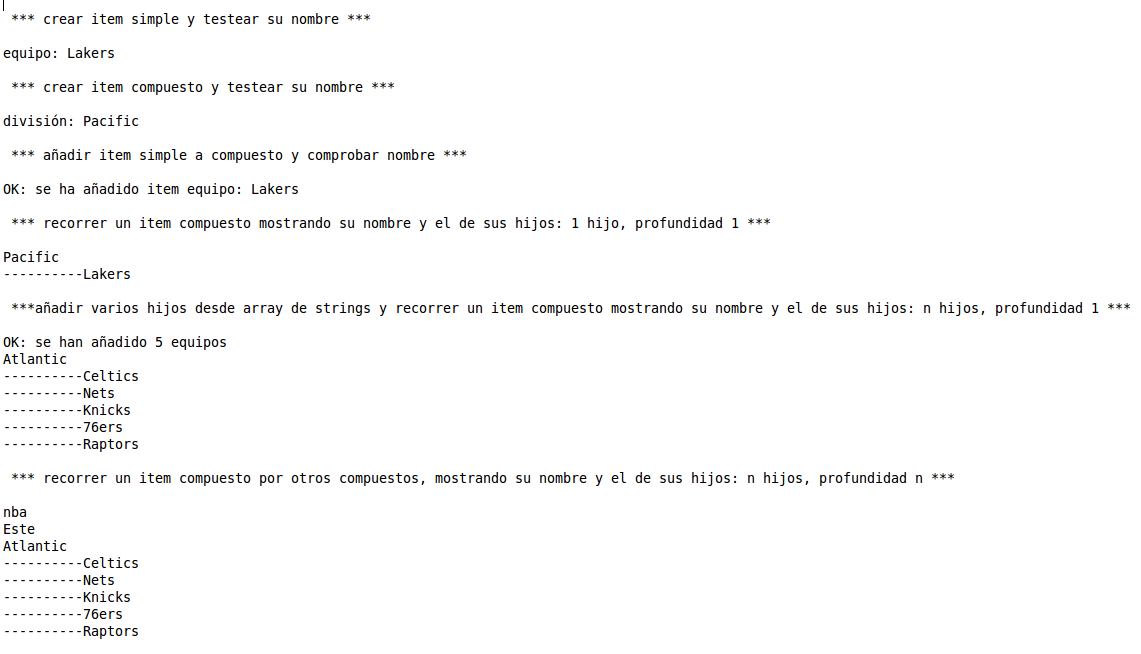 *** crear item simple y testear su nombre ***
equipo: Lakers
*** crear item compuesto y testear su nombre ***
división: Pacific
*** añadir item simple a compuesto y comprobar nombre ***
OK: se ha añadido item equipo: Lakers
*** recorrer un item compuesto mostrando su nombre y el de sus hijos: 1 hijo, profundidad 1 ***
Pacific
----------Lakers
***añadir varios hijos desde array de strings y recorrer un item compuesto mostrando su nombre y el de sus hijos: n hijos, profundidad 1 ***
OK: se han añadido 5 equipos
Atlantic
----------Celtics
----------Nets
----------Knicks
----------76ers
----------Raptors
*** recorrer un item compuesto por otros compuestos, mostrando su nombre y el de sus hijos: n hijos, profundidad n ***
nba
Este
Atlantic
----------Celtics
----------Nets
----------Knicks
----------76ers
----------Raptors